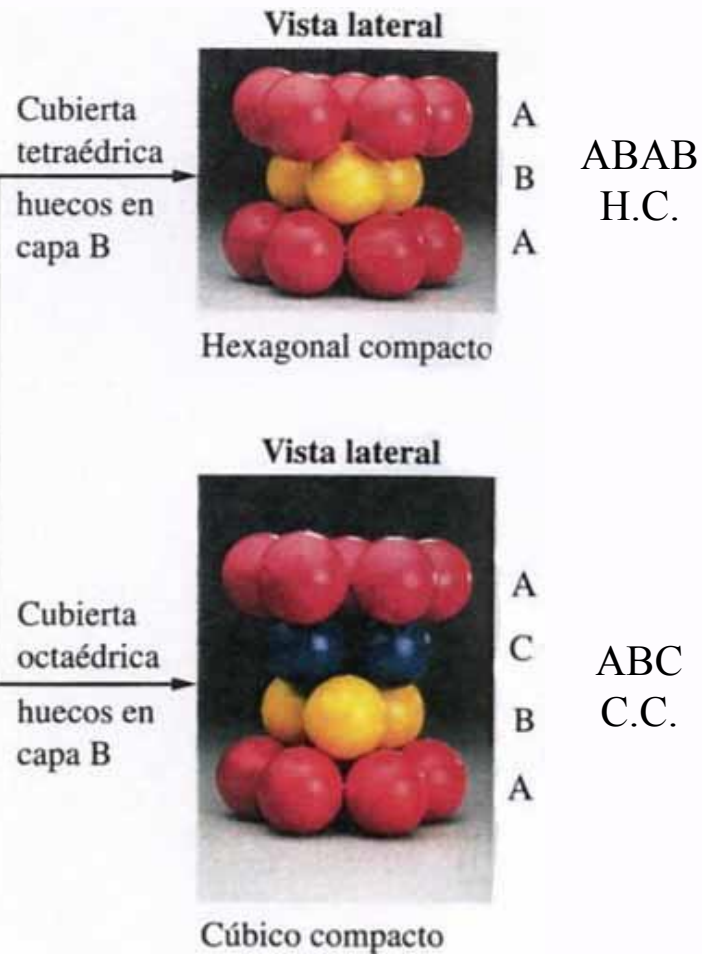 Vista lateral
Cubierta
tetraédrica
huecos en
capa B
A
B
A
ABAB
H.C.
Hexagonal compacto
Vista lateral
Cubierta
octaédrica
huecos en
capa B
A
C
B
A
ABC
C.C.
Cúbico compacto